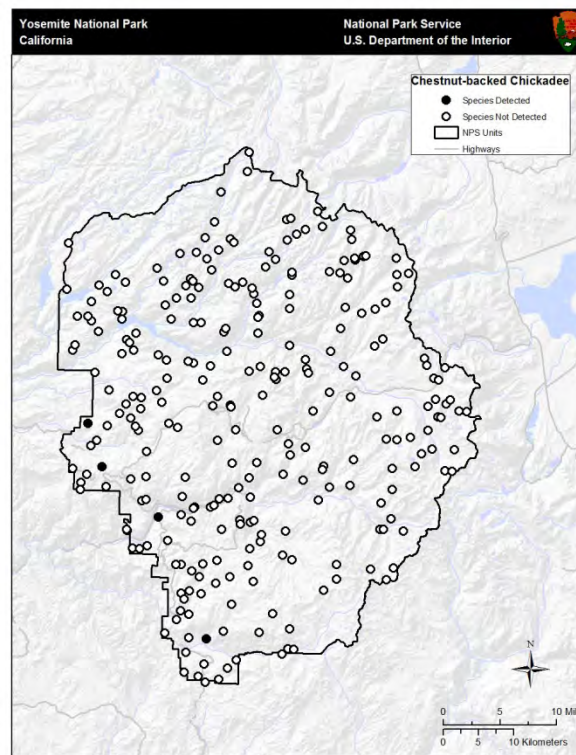 Yosemite National Park
California
National Park Service
U.S. Department of the Interior
Chestnut-backed Chickadee
Species Detected
Species Not Detected
NPS Units
Highways
N
0 5 10 Mil
0 5 10 Kilometers